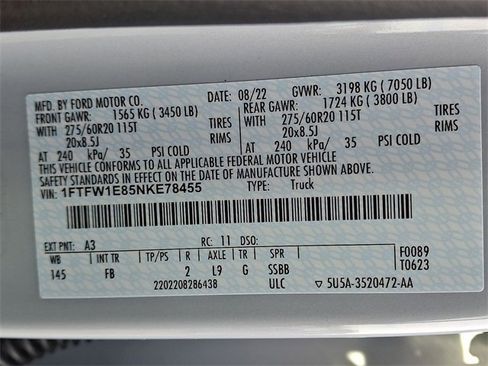 MFD. BY FORD MOTOR CO. DATE: 08/22 GVWR: 3198 KG (7050 LB)
FRONT GAWR: 1565 KG (3450 LB) REAR GAWR: 1724 KG (3800 LB)
WITH 275/60R20 115T TIRES WITH 275/60R20 115T TIRES
20x8.5J RIMS 20x8.5J RIMS
AT 240 kPa/ 35 PSI COLD AT 240 kPa/ 35 PSI COLD
THIS VEHICLE CONFORMS TO ALL APPLICABLE FEDERAL MOTOR VEHICLE
SAFETY STANDARDS IN EFFECT ON THE DATE OF MANUFACTURE SHOWN ABOVE.
VIN: 1FTFW1E85NKE78455 TYPE: Truck
EXT PNT: A3 RC: 11 DSO: F0089
WB INT TR TP/PS R AXLE TR SPR T0623
145 FB 2 L9 G SSBB
2202208286438 ULC 5U5A-3520472-AA